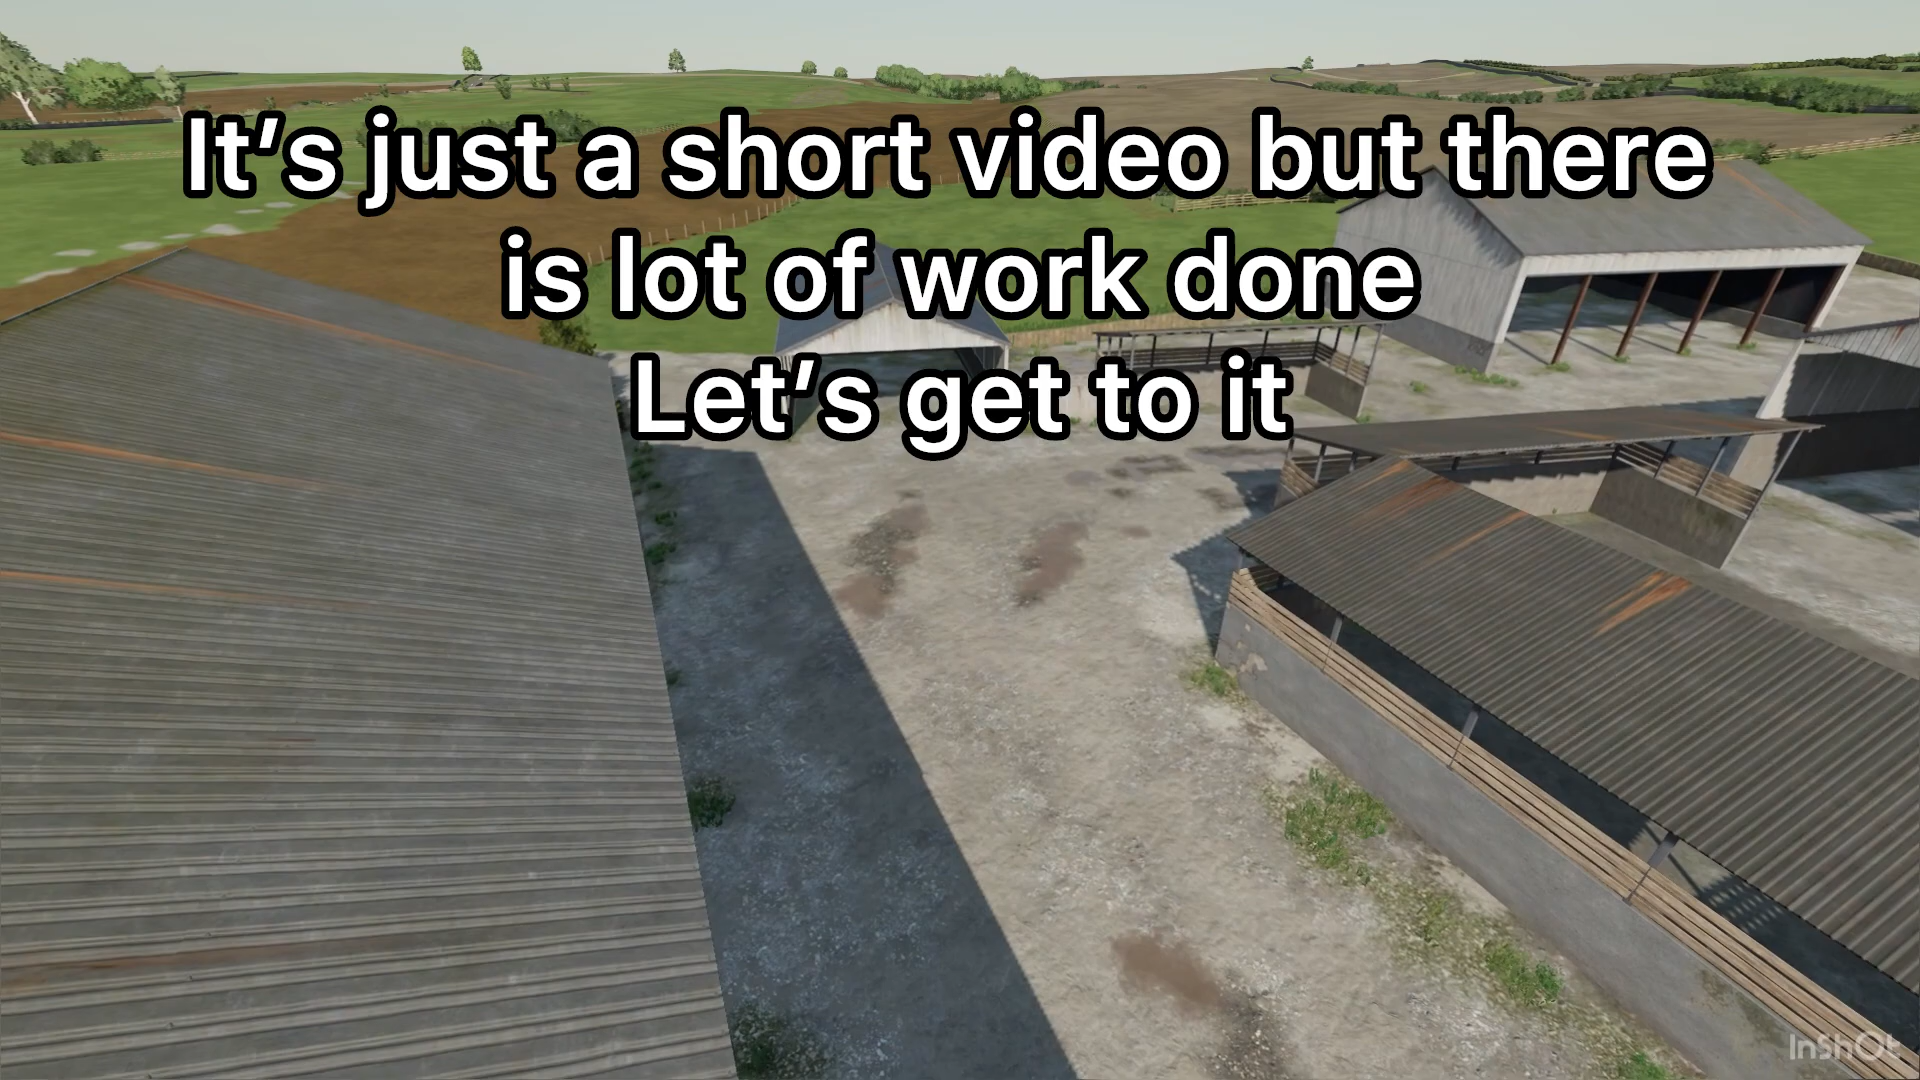 It’s just a short video but there
is lot of work done
Let’s get to it
InShOt